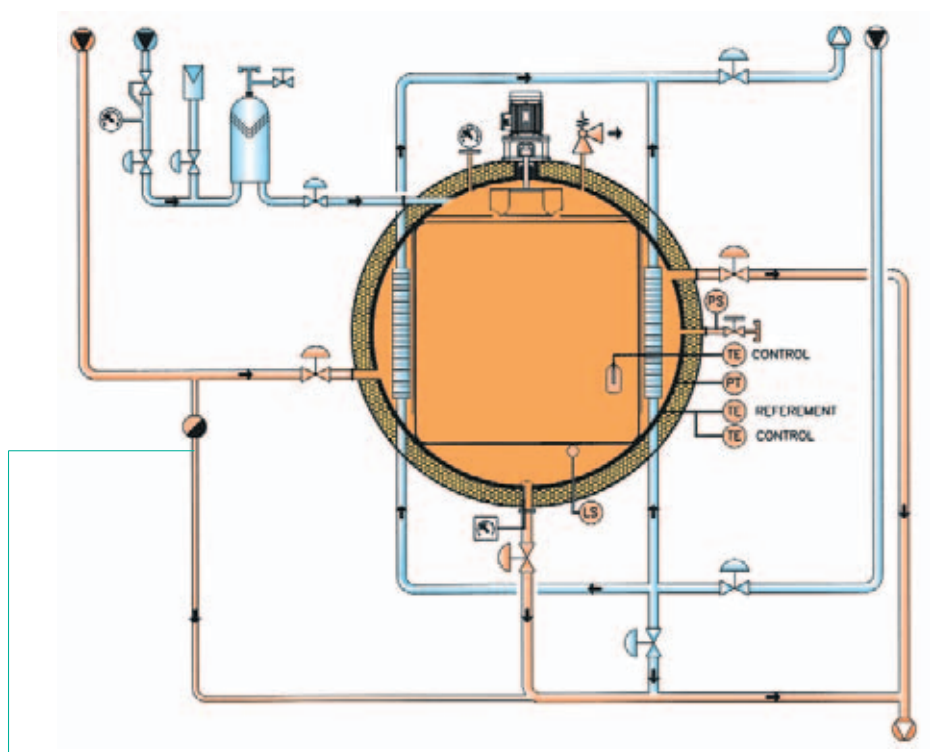 PS
TE CONTROL
PT
TE REFEREMENT
TE CONTROL
LS